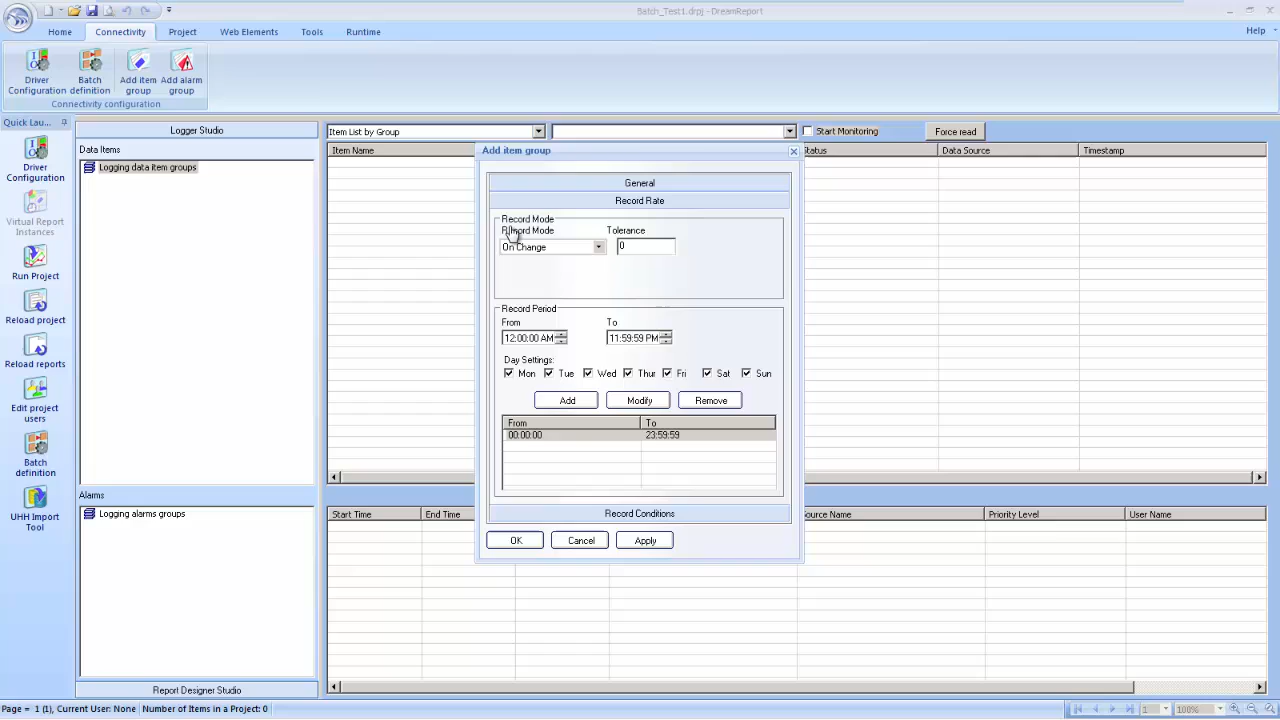 Batch_Test1.drpj - DreamReport
Home Connectivity Project Web Elements Tools Runtime Help
Driver Configuration
Batch definition
Add item group
Add alarm group
Connectivity configuration
Quick Lau...
Driver Configuration
Virtual Report Instances
Run Project
Reload project
Reload reports
Edit project users
Batch definition
UHH Import Tool
Logger Studio
Data Items
Logging data item groups
Alarms
Logging alarms groups
Report Designer Studio
Item List by Group Start Monitoring Force read
Item Name Status Data Source Timestamp
Add item group
General
Record Rate
Record Mode
Record Mode Tolerance
On Change 0
Record Period
From To
12:00:00 AM 11:59:59 PM
Day Settings:
Mon Tue Wed Thur Fri Sat Sun
Add Modify Remove
From To
00:00:00 23:59:59
Record Conditions
OK Cancel Apply
Start Time End Time Source Name Priority Level User Name
Page = 1 (1), Current User: None Number of Items in a Project: 0 1 100%